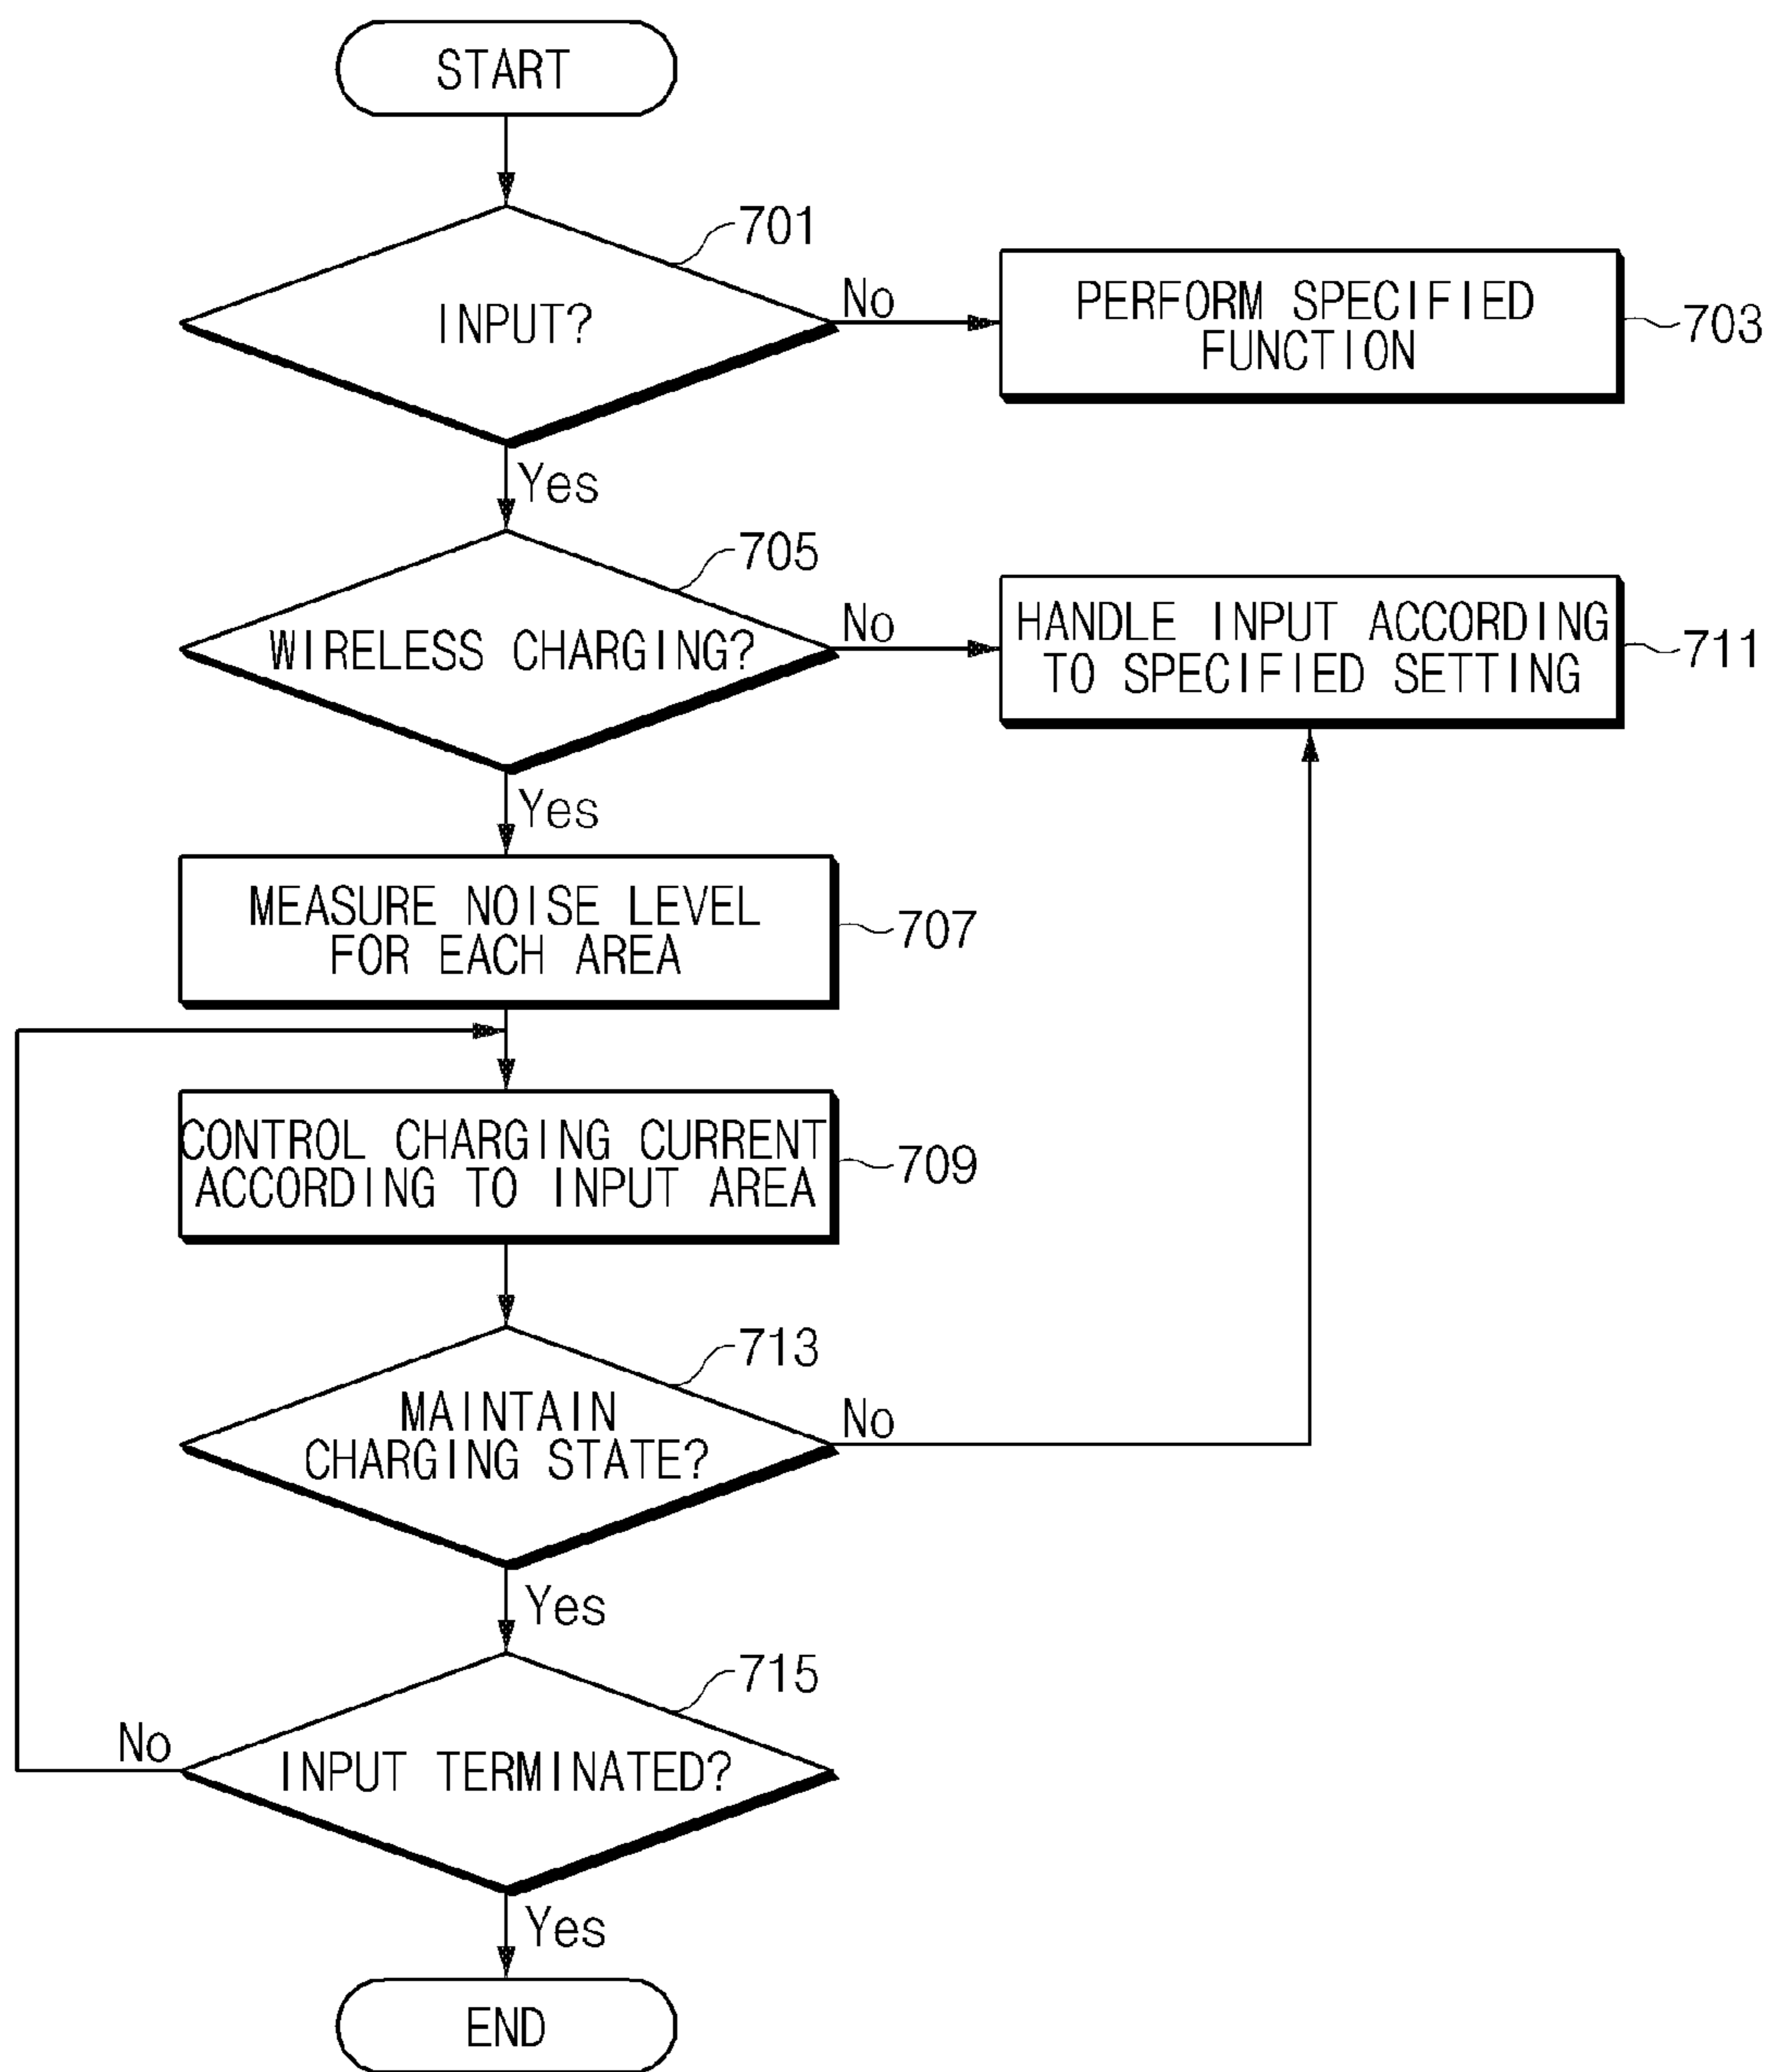 START
701
INPUT?
No
PERFORM SPECIFIED
FUNCTION
703
Yes
705
WIRELESS CHARGING?
No
HANDLE INPUT ACCORDING
TO SPECIFIED SETTING
711
Yes
MEASURE NOISE LEVEL
FOR EACH AREA
707
CONTROL CHARGING CURRENT
ACCORDING TO INPUT AREA
709
713
MAINTAIN
CHARGING STATE?
No
Yes
715
No
INPUT TERMINATED?
Yes
END